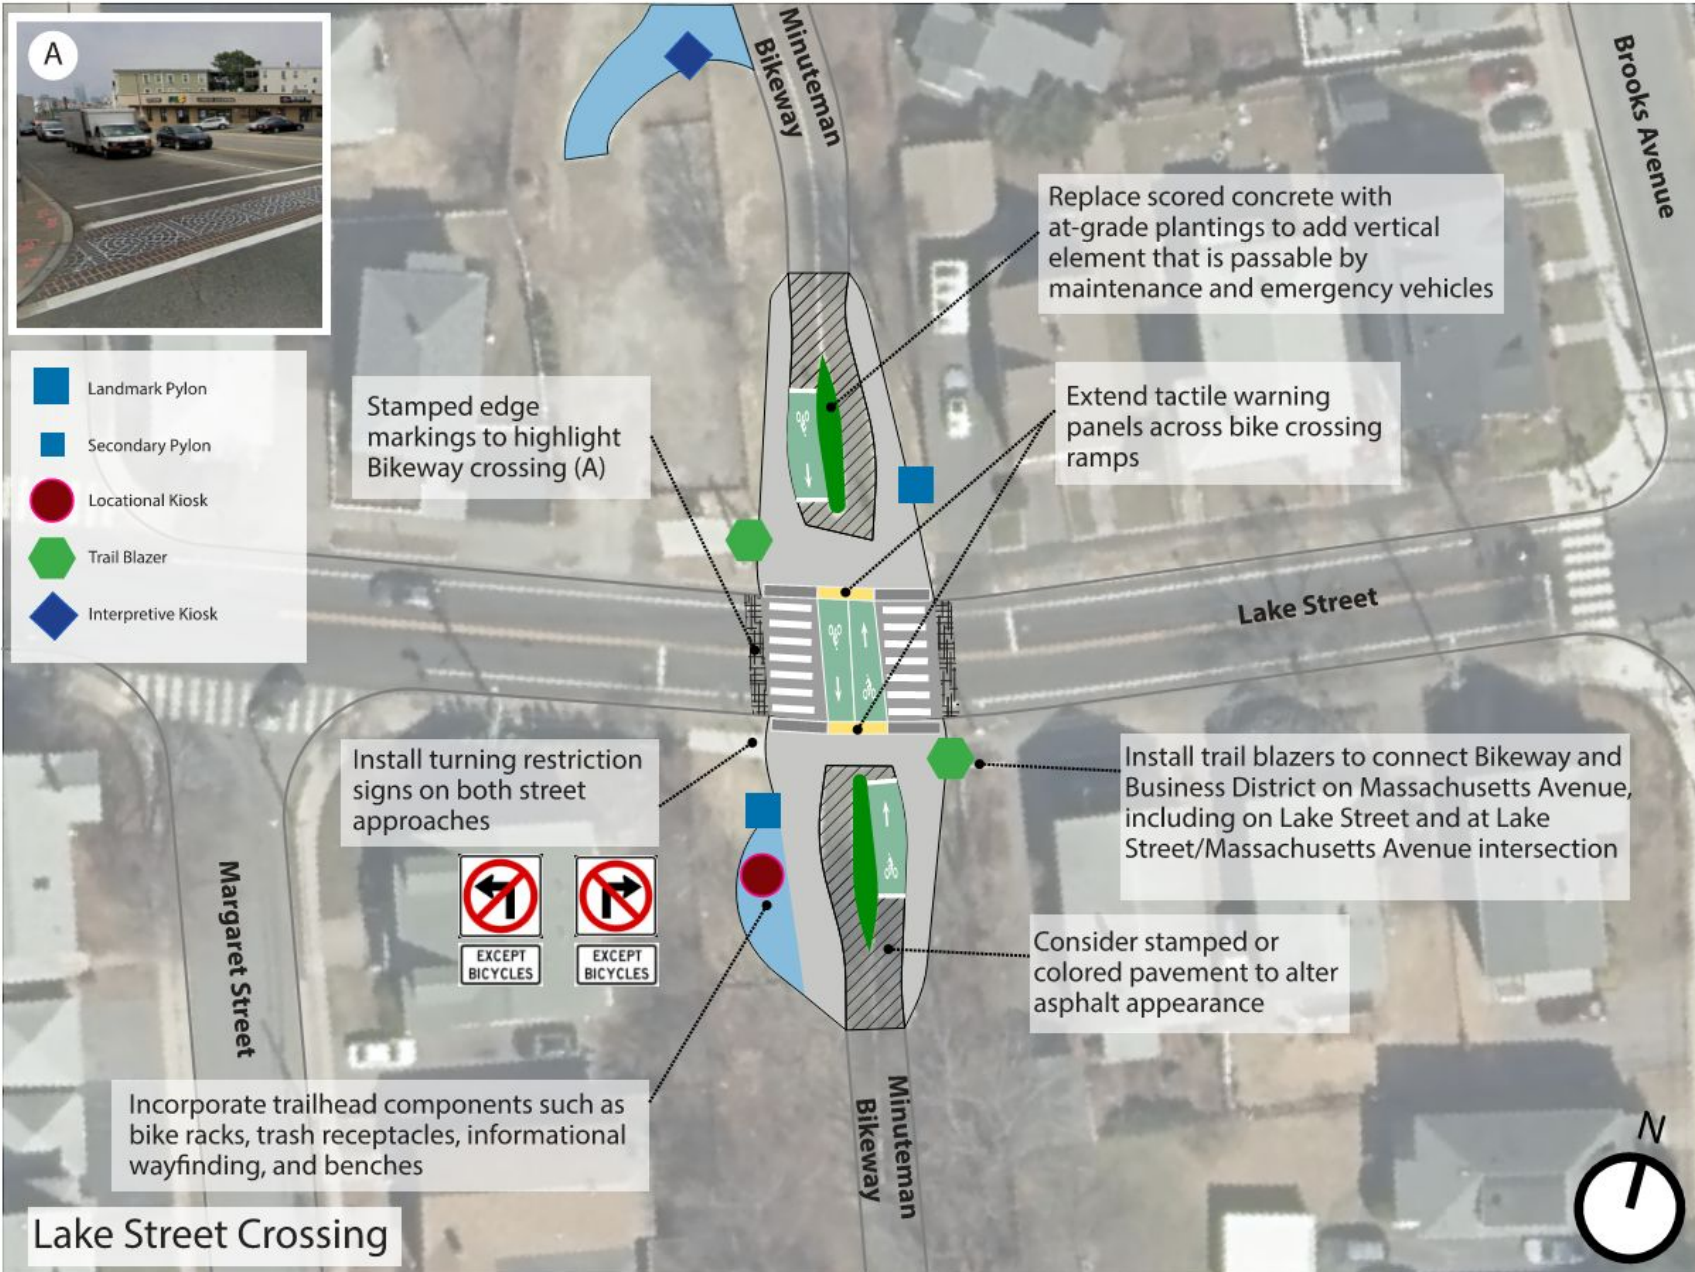 A
Minuteman
Bikeway
Brooks Avenue
Replace scored concrete with
at-grade plantings to add vertical
element that is passable by
maintenance and emergency vehicles
Landmark Pylon
Secondary Pylon
Locational Kiosk
Trail Blazer
Interpretive Kiosk
Stamped edge
markings to highlight
Bikeway crossing (A)
Extend tactile warning
panels across bike crossing
ramps
Lake Street
Install turning restriction
signs on both street
approaches
Install trail blazers to connect Bikeway and
Business District on Massachusetts Avenue,
including on Lake Street and at Lake
Street/Massachusetts Avenue intersection
EXCEPT
BICYCLES
EXCEPT
BICYCLES
Margaret Street
Consider stamped or
colored pavement to alter
asphalt appearance
Incorporate trailhead components such as
bike racks, trash receptacles, informational
wayfinding, and benches
Minuteman
Bikeway
N
Lake Street Crossing